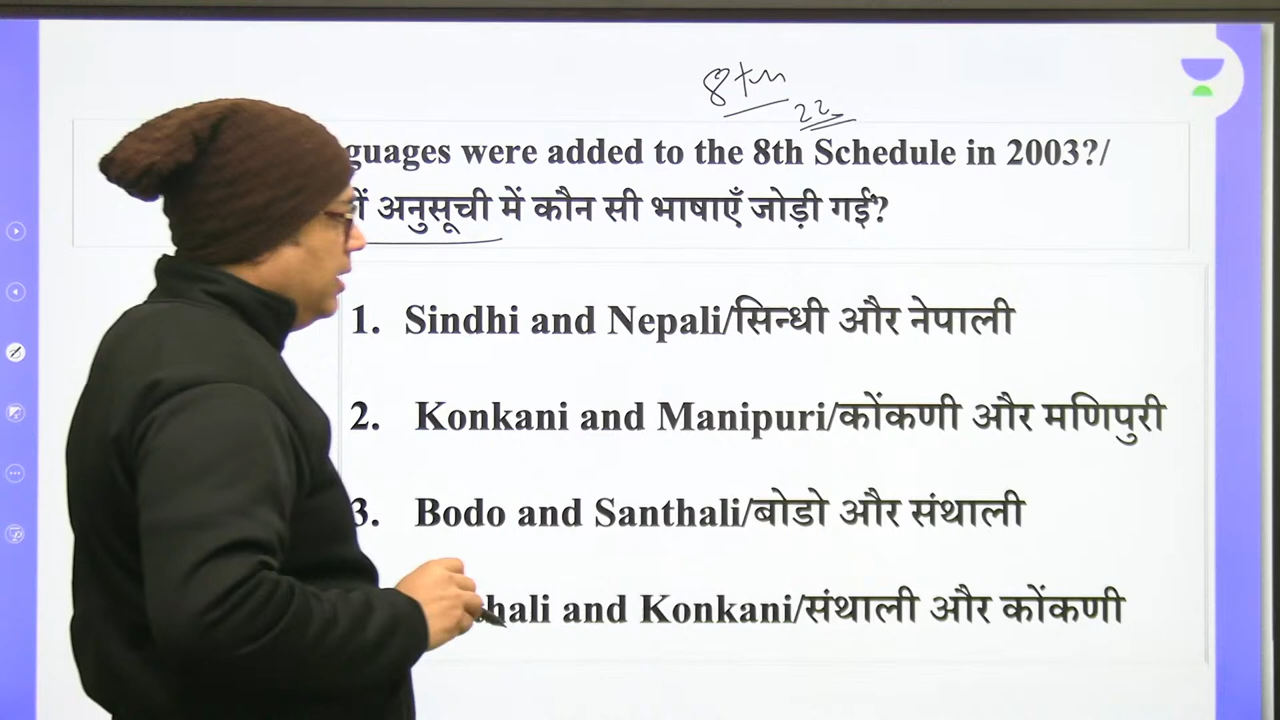 8th
22
guages were added to the 8th Schedule in 2003?/
अनुसूची में कौन सी भाषाएँ जोड़ी गईं?
1. Sindhi and Nepali/सिन्धी और नेपाली
2. Konkani and Manipuri/कोंकणी और मणिपुरी
3. Bodo and Santhali/बोडो और संथाली
hali and Konkani/संथाली और कोंकणी